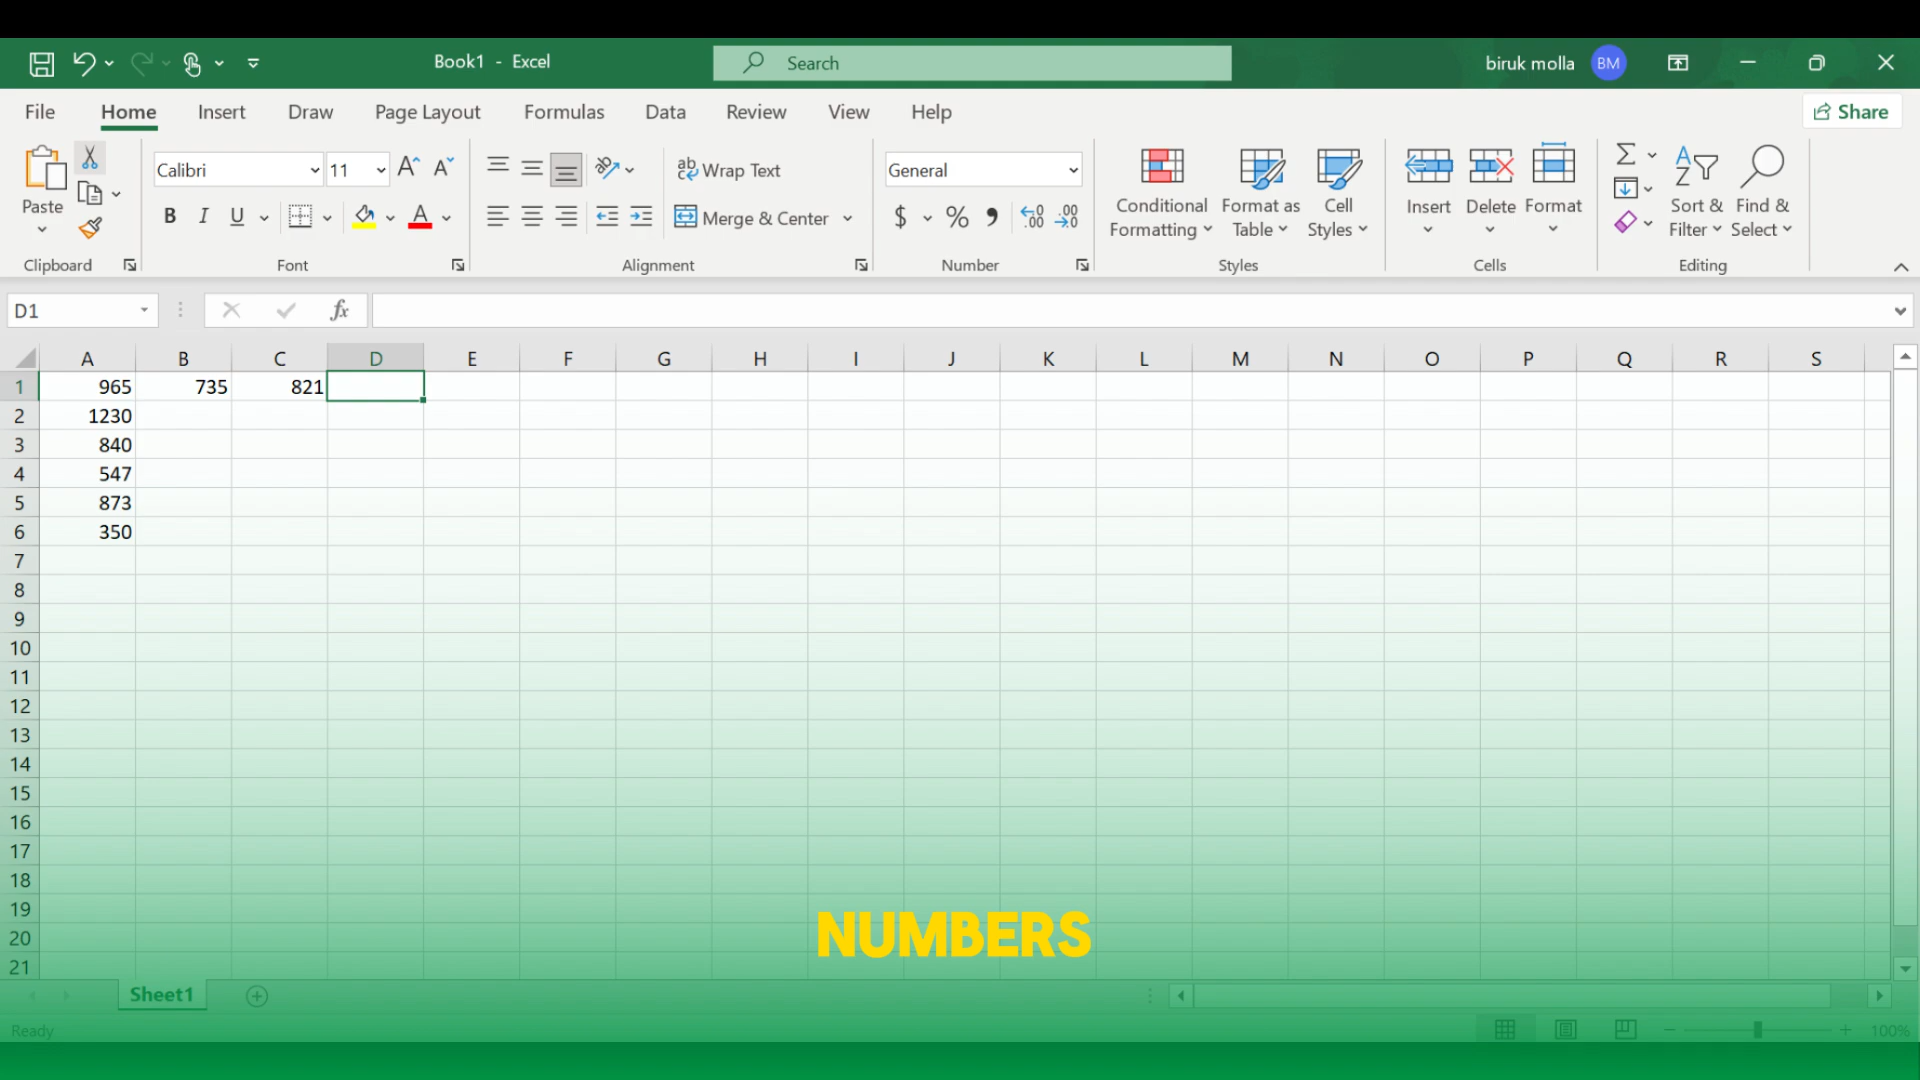 Book1 - Excel
Search
biruk molla
BM
File Home Insert Draw Page Layout Formulas Data Review View Help
Share
Paste
Clipboard
Calibri
11
B I U A
Font
Wrap Text
Merge & Center
Alignment
General
$ % 9
Number
Conditional Formatting
Format as Table
Cell Styles
Styles
Insert
Delete
Format
Cells
Sort & Filter
Find & Select
Editing
D1
fx
A B C D E F G H I J K L M N O P Q R S
1 965 735 821
2 1230
3 840
4 547
5 873
6 350
7
8
9
10
11
12
13
14
15
16
17
18
19
20
21
NUMBERS
Sheet1
Ready
100%